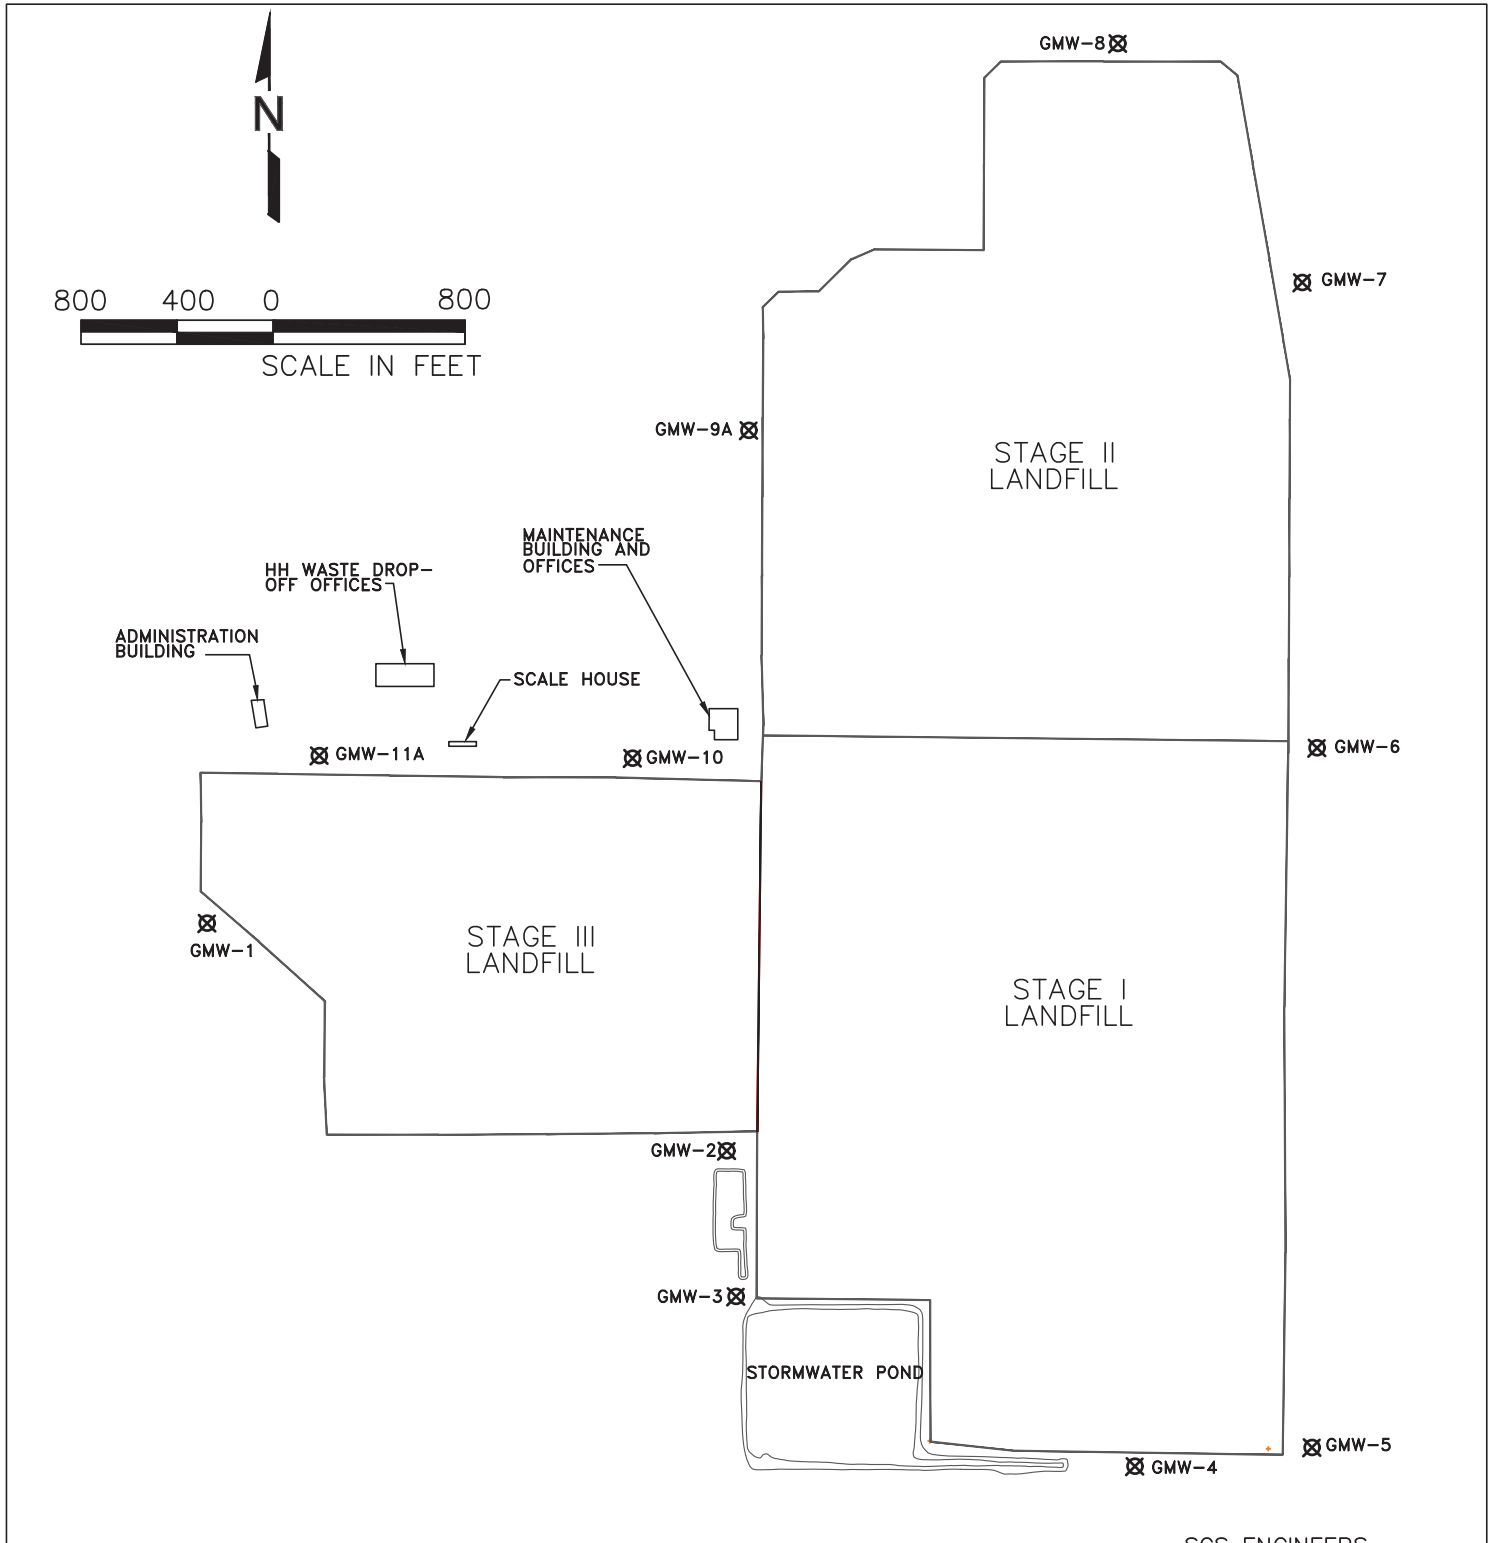 GMW-8
N
GMW-7
800 400 0 800
SCALE IN FEET
GMW-9A
STAGE II
LANDFILL
MAINTENANCE
BUILDING AND
OFFICES
HH WASTE DROP-
OFF OFFICES
ADMINISTRATION
BUILDING
SCALE HOUSE
GMW-11A
GMW-10
GMW-6
STAGE III
LANDFILL
GMW-1
STAGE I
LANDFILL
GMW-2
GMW-3
STORMWATER POND
GMW-5
GMW-4
SCS ENGINEERS